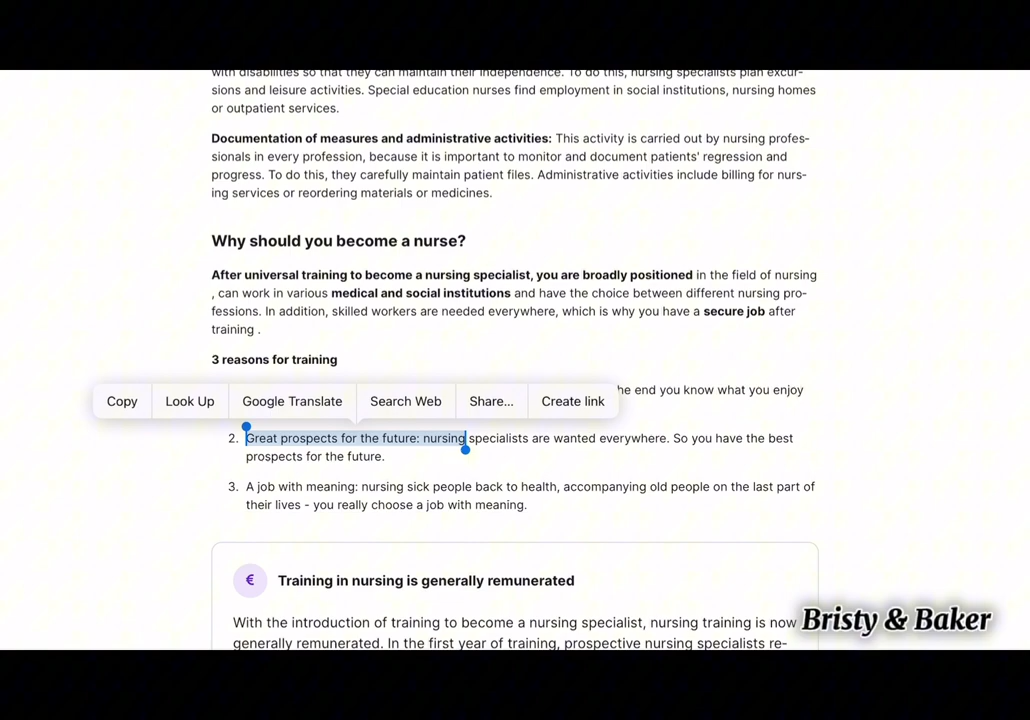 with disabilities so that they can maintain their independence. To do this, nursing specialists plan excur-
sions and leisure activities. Special education nurses find employment in social institutions, nursing homes
or outpatient services.
Documentation of measures and administrative activities: This activity is carried out by nursing profes-
sionals in every profession, because it is important to monitor and document patients' regression and
progress. To do this, they carefully maintain patient files. Administrative activities include billing for nurs-
ing services or reordering materials or medicines.
Why should you become a nurse?
After universal training to become a nursing specialist, you are broadly positioned in the field of nursing
, can work in various medical and social institutions and have the choice between different nursing pro-
fessions. In addition, skilled workers are needed everywhere, which is why you have a secure job after
training .
3 reasons for training
he end you know what you enjoy
Copy Look Up Google Translate Search Web Share... Create link
2. Great prospects for the future: nursing specialists are wanted everywhere. So you have the best
prospects for the future.
3. A job with meaning: nursing sick people back to health, accompanying old people on the last part of
their lives - you really choose a job with meaning.
€ Training in nursing is generally remunerated
With the introduction of training to become a nursing specialist, nursing training is now
generally remunerated. In the first year of training, prospective nursing specialists re-
Bristy & Baker